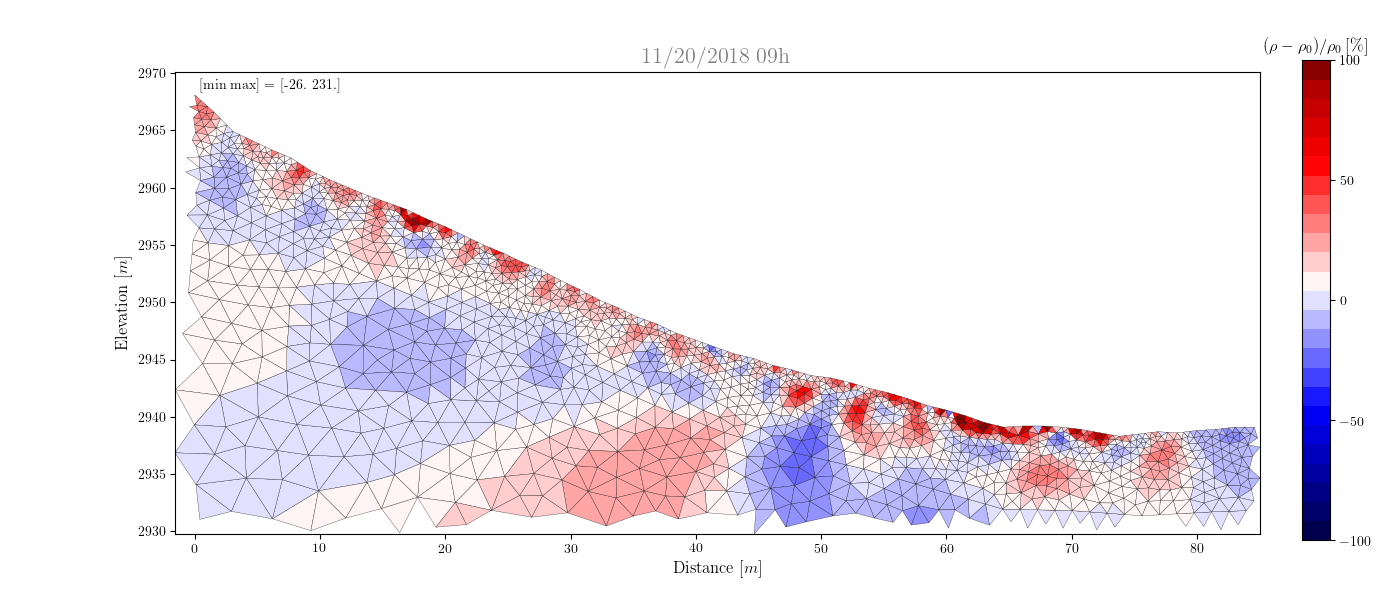 11/20/2018 09h
(ρ − ρ₀)/ρ₀ [%]
[min max] = [-26. 231.]
2970
2965
2960
2955
2950
2945
2940
2935
2930
Elevation [m]
0 10 20 30 40 50 60 70 80
Distance [m]
100
50
0
−50
−100